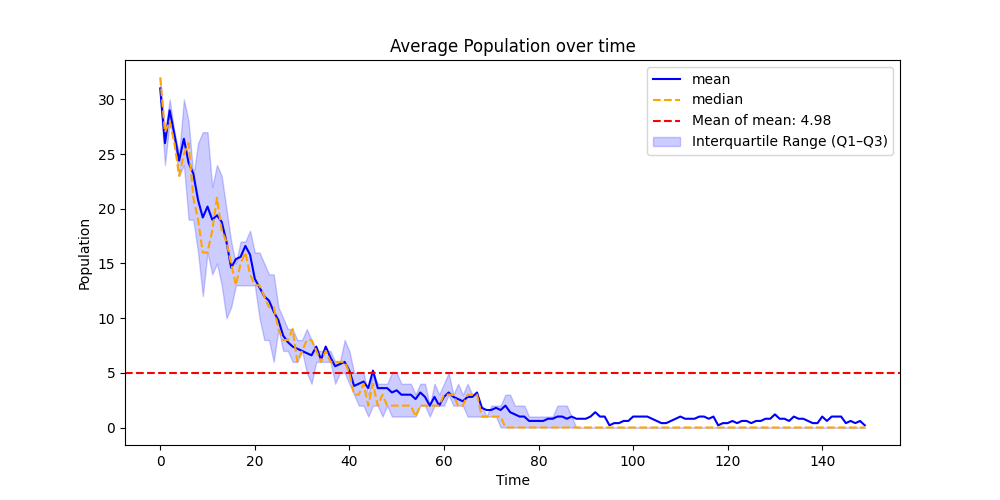 Average Population over time
mean
median
Mean of mean: 4.98
Interquartile Range (Q1–Q3)
Population
30
25
20
15
10
5
0
0 20 40 60 80 100 120 140
Time